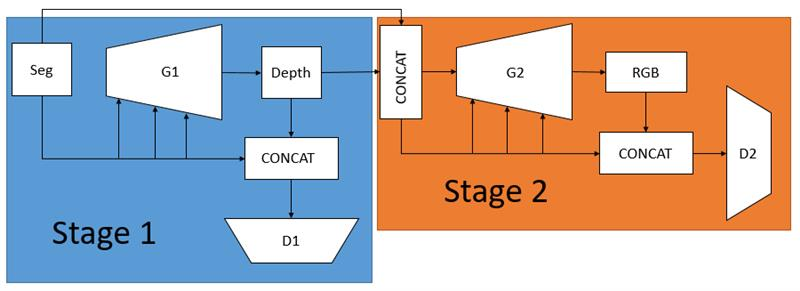 Seg
G1
Depth
CONCAT
D1
Stage 1
CONCAT
G2
RGB
CONCAT
D2
Stage 2